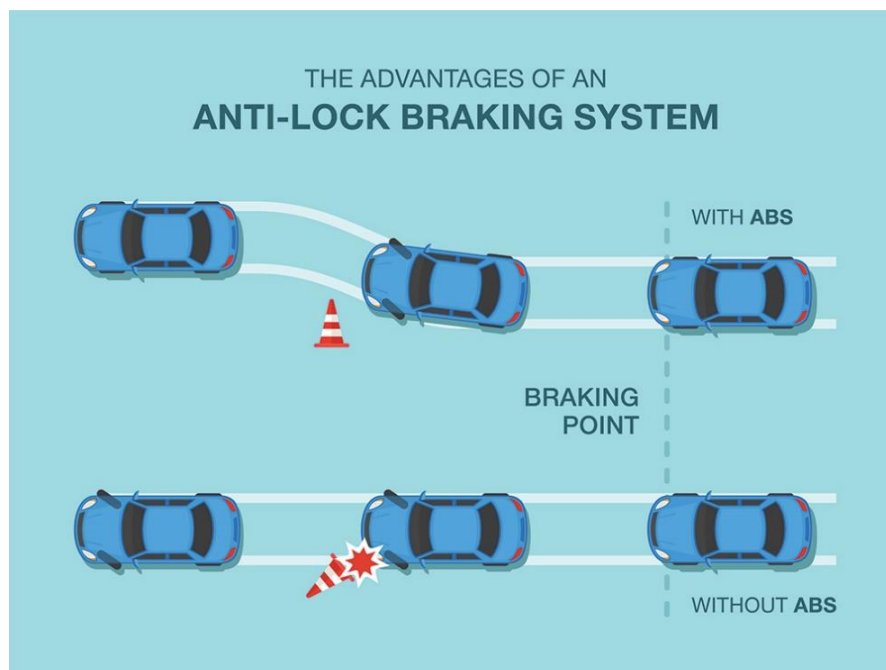 THE ADVANTAGES OF AN
ANTI-LOCK BRAKING SYSTEM
WITH ABS
BRAKING
POINT
WITHOUT ABS